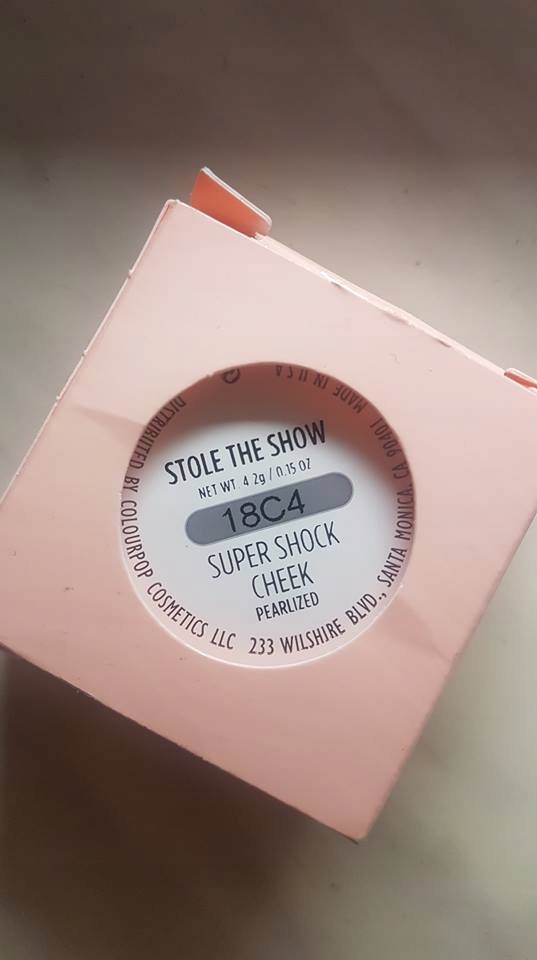 STOLE THE SHOW
NET WT. 4.2g / 0.15 OZ
18C4
SUPER SHOCK
CHEEK
PEARLIZED
DISTRIBUTED BY COLOURPOP COSMETICS LLC 233 WILSHIRE BLVD., SANTA MONICA, CA 90401 MADE IN U.S.A